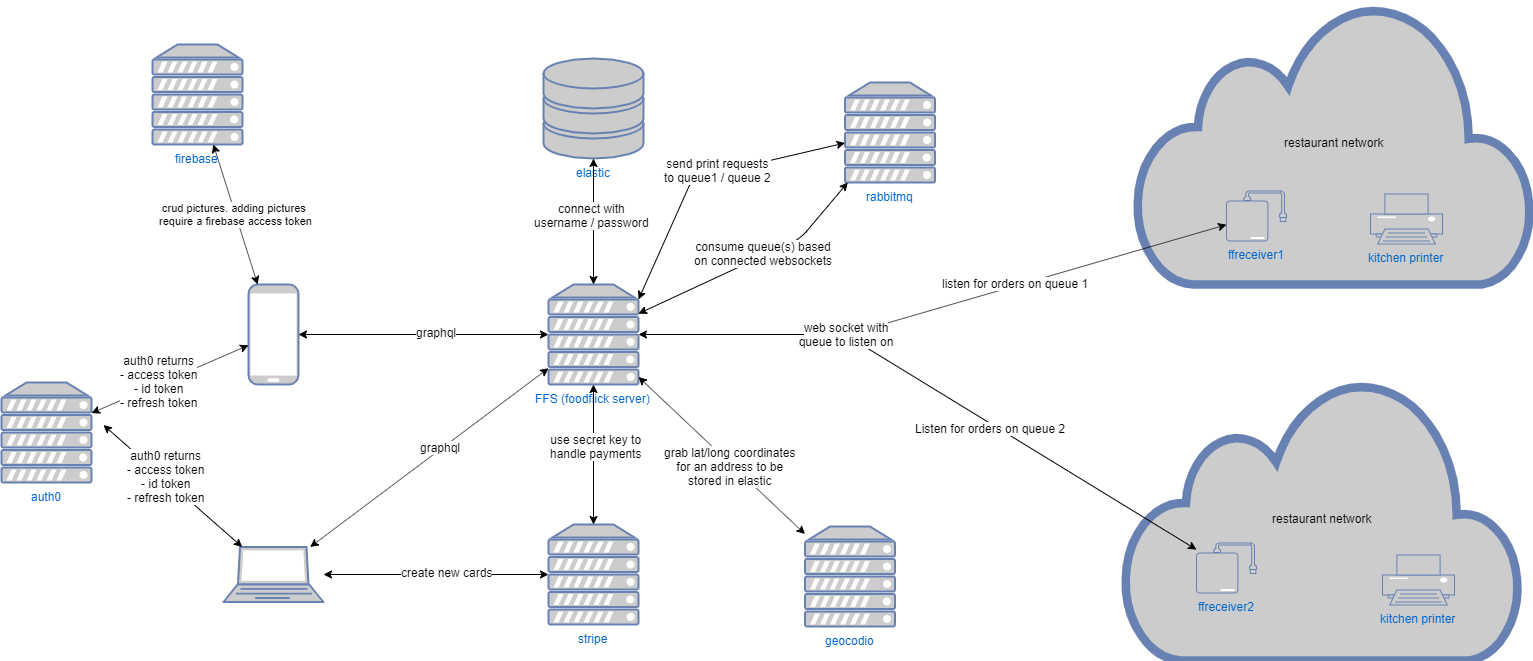 firebase
elastic
rabbitmq
restaurant network
send print requests
to queue1 / queue 2
crud pictures. adding pictures
require a firebase access token
connect with
username / password
consume queue(s) based
on connected websockets
ffreceiver1
kitchen printer
listen for orders on queue 1
graphql
web socket with
queue to listen on
auth0 returns
- access token
- id token
- refresh token
FFS (foodflick server)
Listen for orders on queue 2
graphql
use secret key to
handle payments
grab lat/long coordinates
for an address to be
stored in elastic
auth0 returns
- access token
- id token
- refresh token
auth0
restaurant network
create new cards
ffreceiver2
kitchen printer
stripe
geocodio